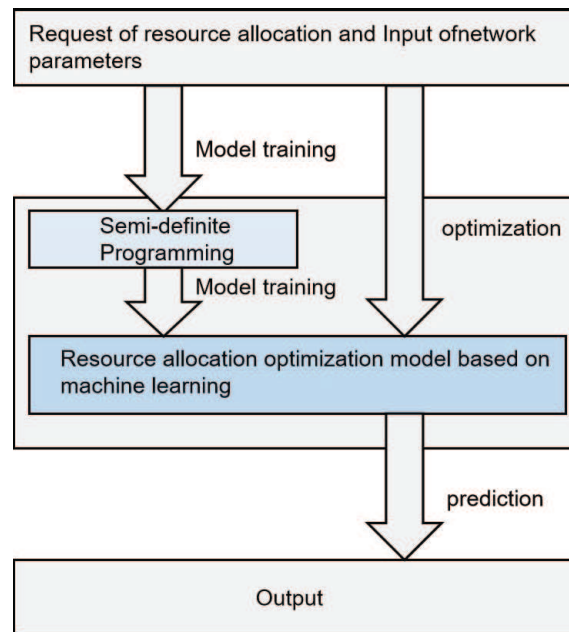 Request of resource allocation and Input ofnetwork
parameters
Model training
Semi-definite
Programming
optimization
Model training
Resource allocation optimization model based on
machine learning
prediction
Output